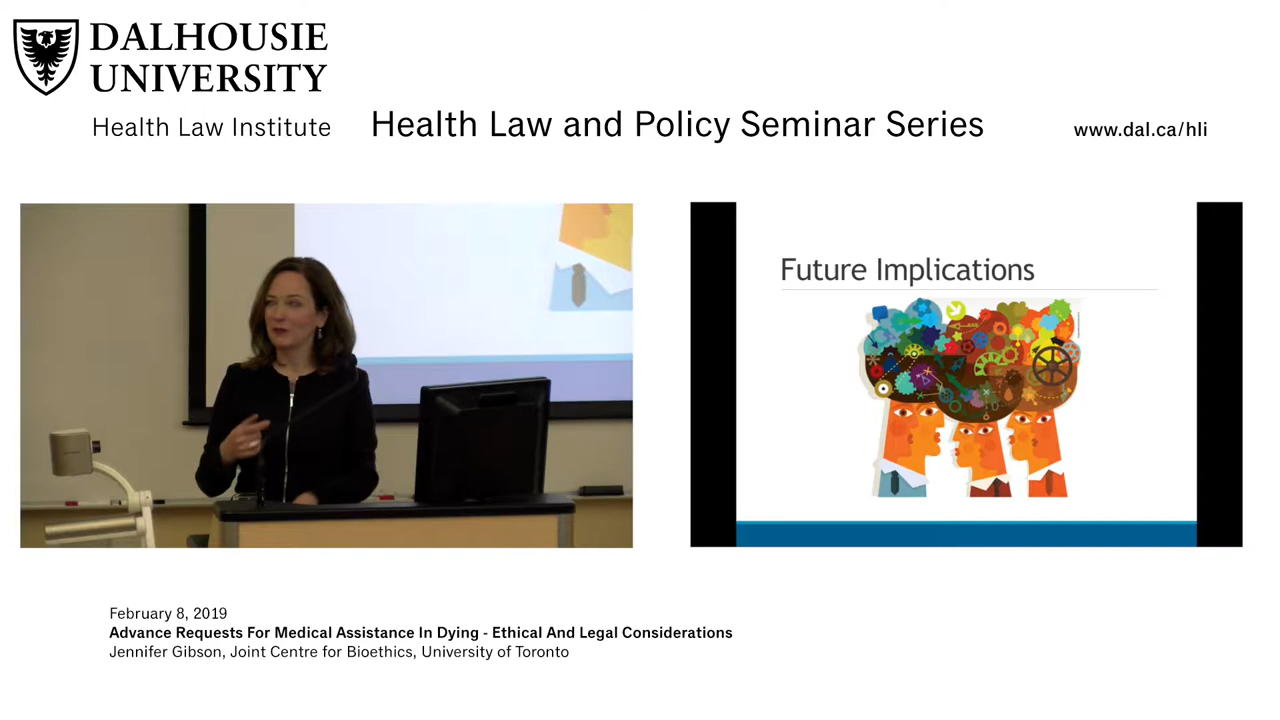 DALHOUSIE
UNIVERSITY
Health Law Institute
Health Law and Policy Seminar Series
www.dal.ca/hli
Future Implications
February 8, 2019
Advance Requests For Medical Assistance In Dying - Ethical And Legal Considerations
Jennifer Gibson, Joint Centre for Bioethics, University of Toronto